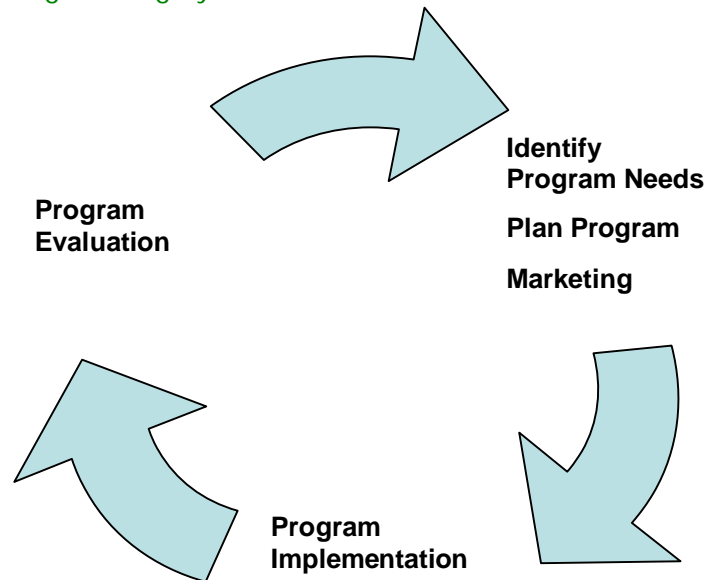 Identify
Program Needs
Plan Program
Marketing
Program
Implementation
Program
Evaluation